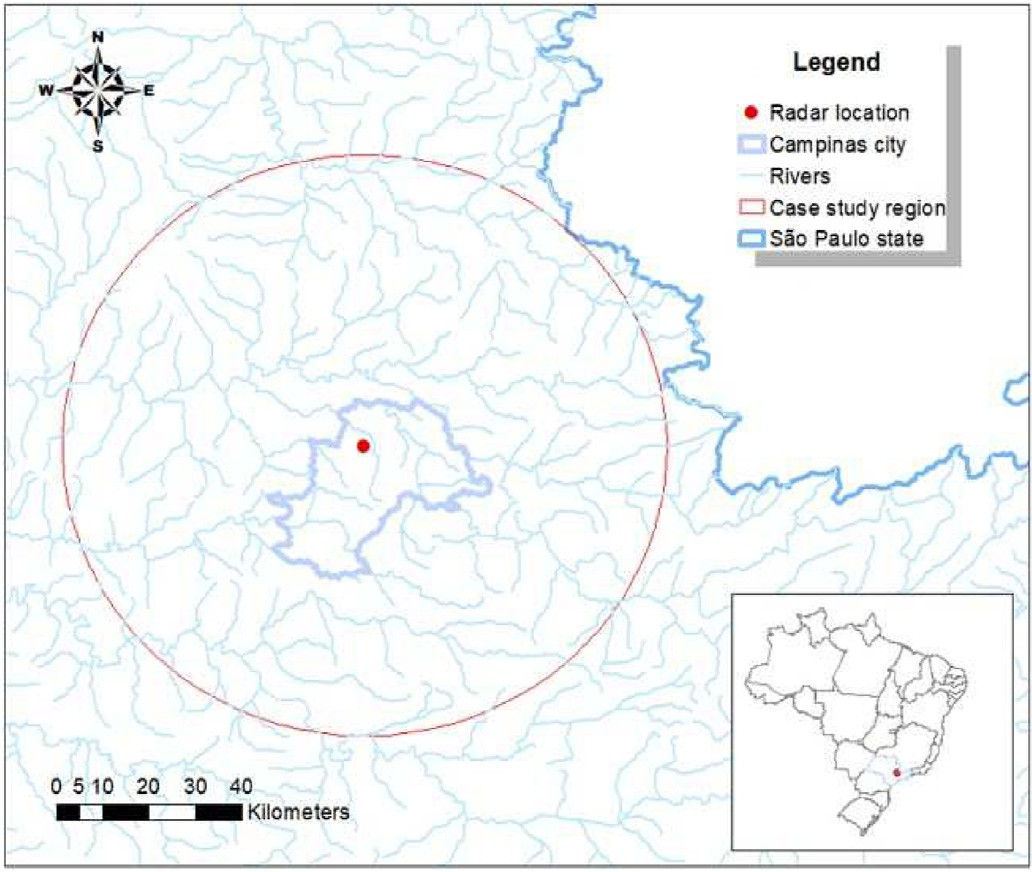 N
W E
S
Legend
Radar location
Campinas city
Rivers
Case study region
São Paulo state
0 5 10 20 30 40
Kilometers